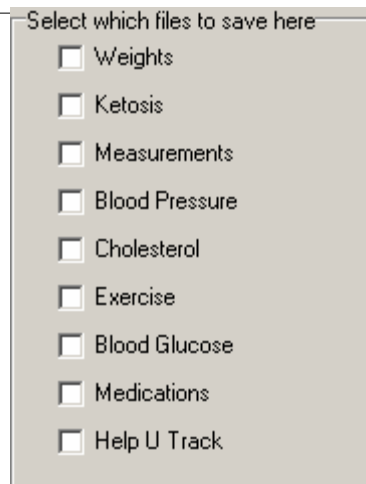 Select which files to save here
Weights
Ketosis
Measurements
Blood Pressure
Cholesterol
Exercise
Blood Glucose
Medications
Help U Track